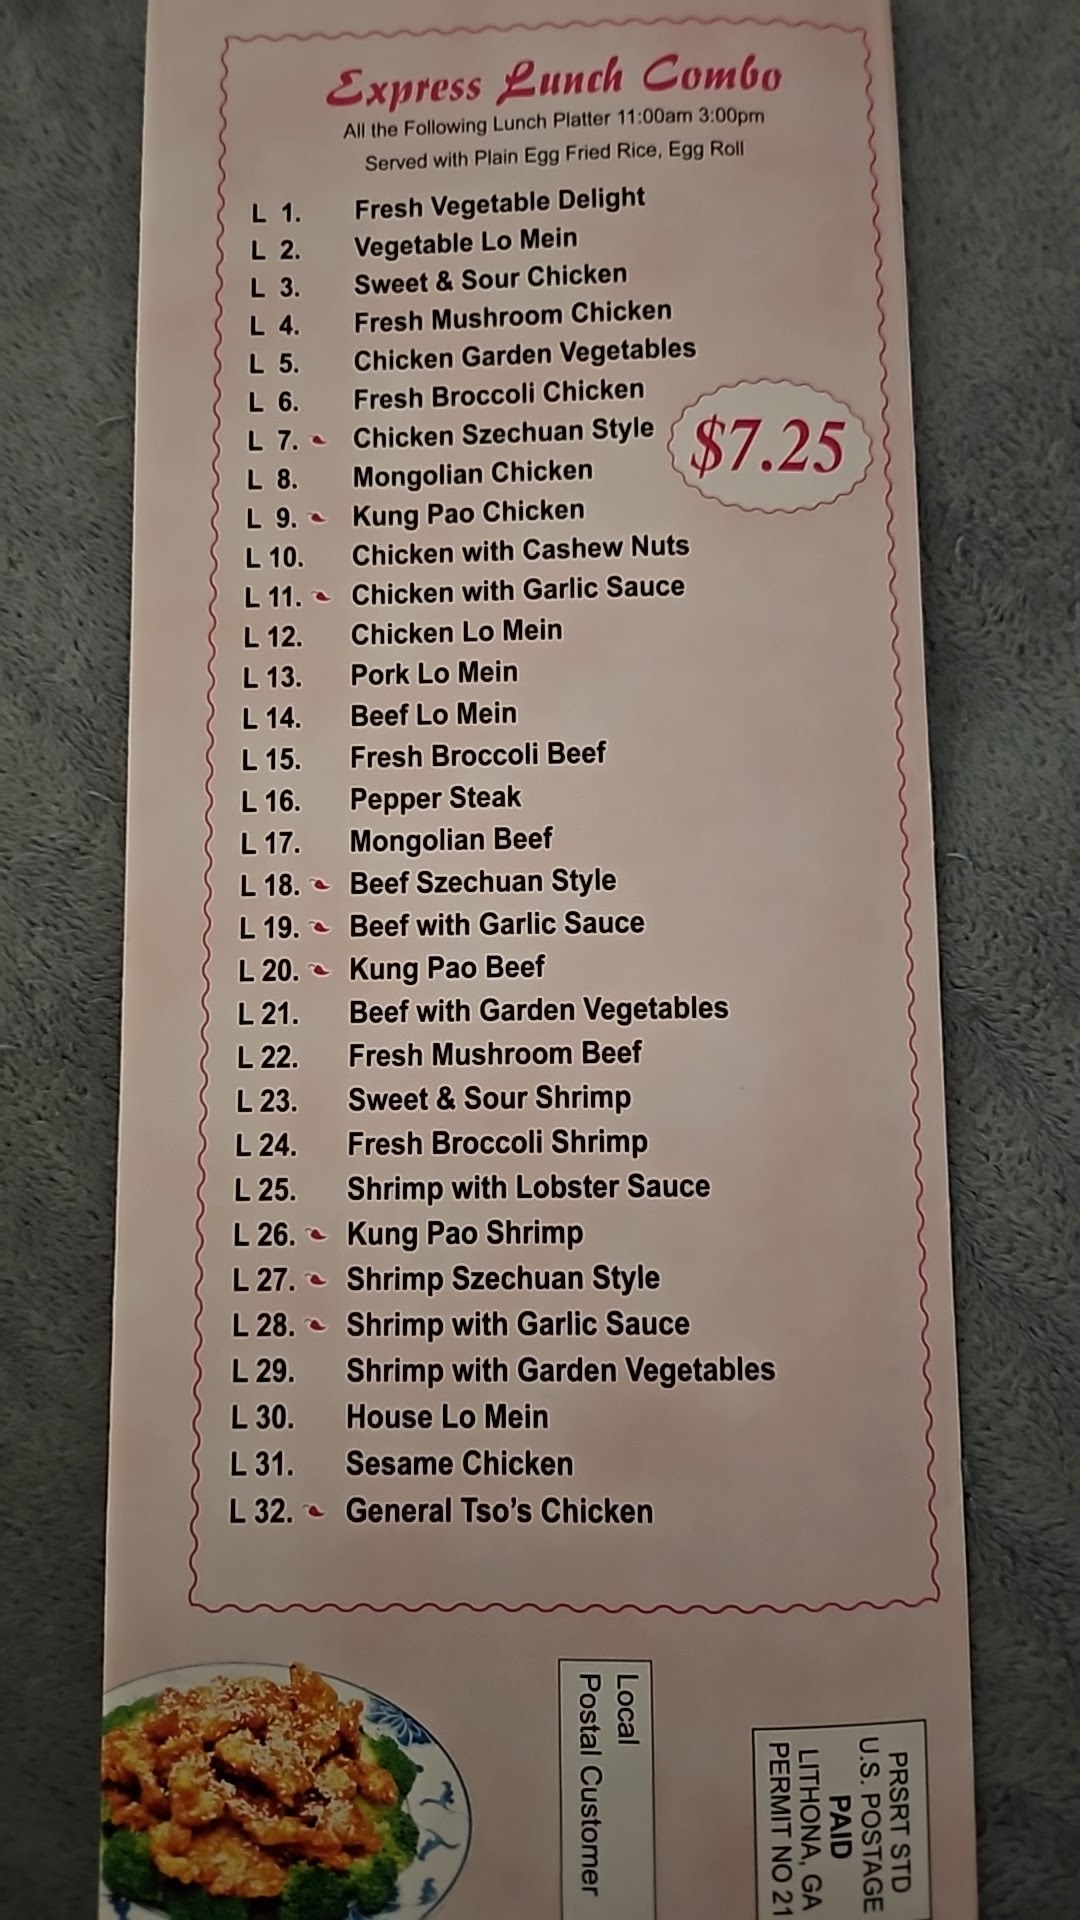 Express Lunch Combo
All the Following Lunch Platter 11:00am 3:00pm
Served with Plain Egg Fried Rice, Egg Roll
L 1. Fresh Vegetable Delight
L 2. Vegetable Lo Mein
L 3. Sweet & Sour Chicken
L 4. Fresh Mushroom Chicken
L 5. Chicken Garden Vegetables
L 6. Fresh Broccoli Chicken
L 7. Chicken Szechuan Style
$7.25
L 8. Mongolian Chicken
L 9. Kung Pao Chicken
L 10. Chicken with Cashew Nuts
L 11. Chicken with Garlic Sauce
L 12. Chicken Lo Mein
L 13. Pork Lo Mein
L 14. Beef Lo Mein
L 15. Fresh Broccoli Beef
L 16. Pepper Steak
L 17. Mongolian Beef
L 18. Beef Szechuan Style
L 19. Beef with Garlic Sauce
L 20. Kung Pao Beef
L 21. Beef with Garden Vegetables
L 22. Fresh Mushroom Beef
L 23. Sweet & Sour Shrimp
L 24. Fresh Broccoli Shrimp
L 25. Shrimp with Lobster Sauce
L 26. Kung Pao Shrimp
L 27. Shrimp Szechuan Style
L 28. Shrimp with Garlic Sauce
L 29. Shrimp with Garden Vegetables
L 30. House Lo Mein
L 31. Sesame Chicken
L 32. General Tso's Chicken
Local
Postal Customer
PRSRT STD
U.S. POSTAGE
PAID
LITHONA, GA
PERMIT NO 21